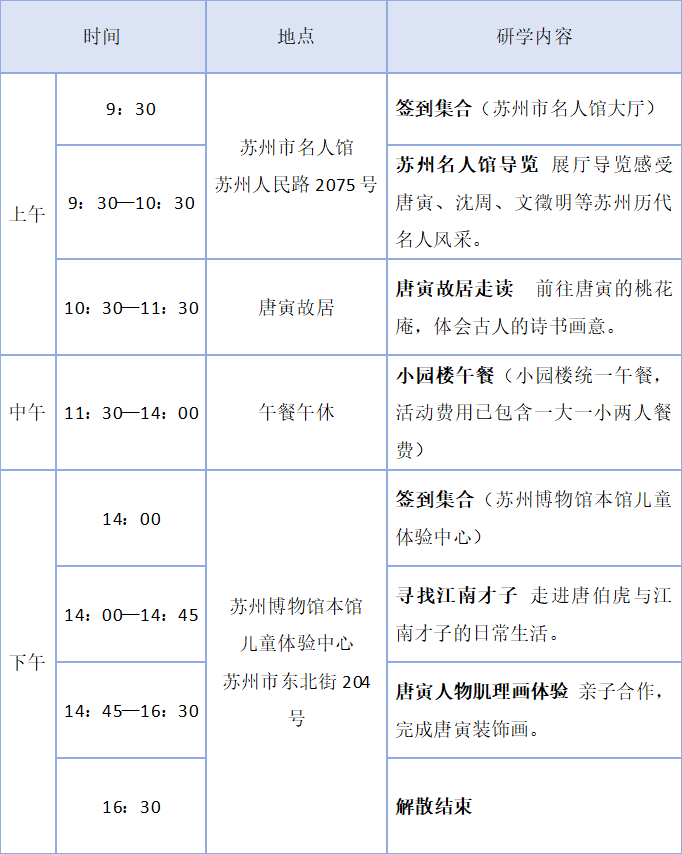 时间 地点 研学内容
上午
9：30
苏州市名人馆
苏州人民路 2075 号
签到集合（苏州市名人馆大厅）
9：30—10：30
苏州名人馆导览 展厅导览感受
唐寅、沈周、文徵明等苏州历代
名人风采。
10：30—11：30
唐寅故居
唐寅故居走读 前往唐寅的桃花
庵，体会古人的诗书画意。
中午
11：30—14：00
午餐午休
小园楼午餐（小园楼统一午餐，
活动费用已包含一大一小两人餐
费）
下午
14：00
苏州博物馆本馆
儿童体验中心
苏州市东北街 204
号
签到集合（苏州博物馆本馆儿童
体验中心）
14：00—14：45
寻找江南才子 走进唐伯虎与江
南才子的日常生活。
14：45—16：30
唐寅人物肌理画体验 亲子合作，
完成唐寅装饰画。
16：30
解散结束